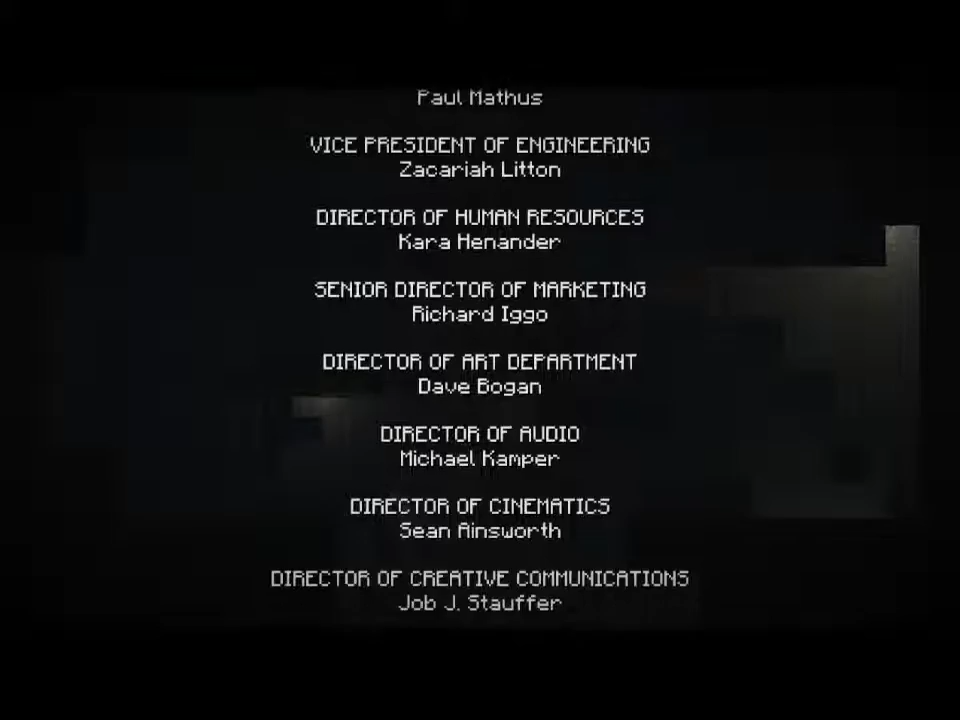 Paul Mathus
VICE PRESIDENT OF ENGINEERING
Zacariah Litton
DIRECTOR OF HUMAN RESOURCES
Kara Henander
SENIOR DIRECTOR OF MARKETING
Richard Iggo
DIRECTOR OF ART DEPARTMENT
Dave Bogan
DIRECTOR OF AUDIO
Michael Kamper
DIRECTOR OF CINEMATICS
Sean Ainsworth
DIRECTOR OF CREATIVE COMMUNICATIONS
Job J. Stauffer